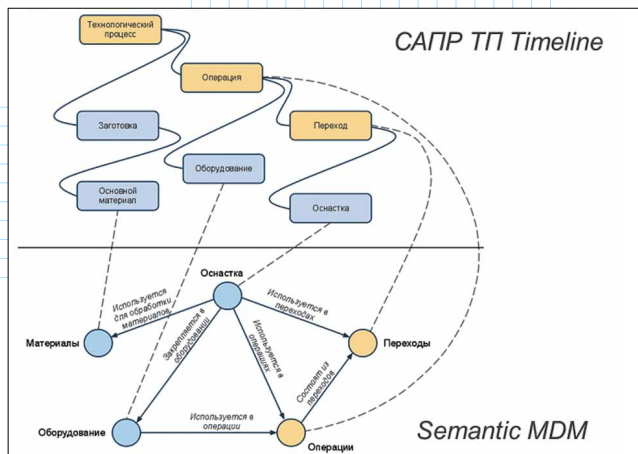 Технологический
процесс
САПР ТП Timeline
Операция
Заготовка
Переход
Оборудование
Основной
материал
Оснастка
Оснастка
Используется
для обработки
материалов
Используется в
переходах
Закрепляется в
оборудовании
Используется в
операциях
Материалы
Переходы
Состоят из
переходов
Используется в
операции
Оборудование
Операции
Semantic MDM